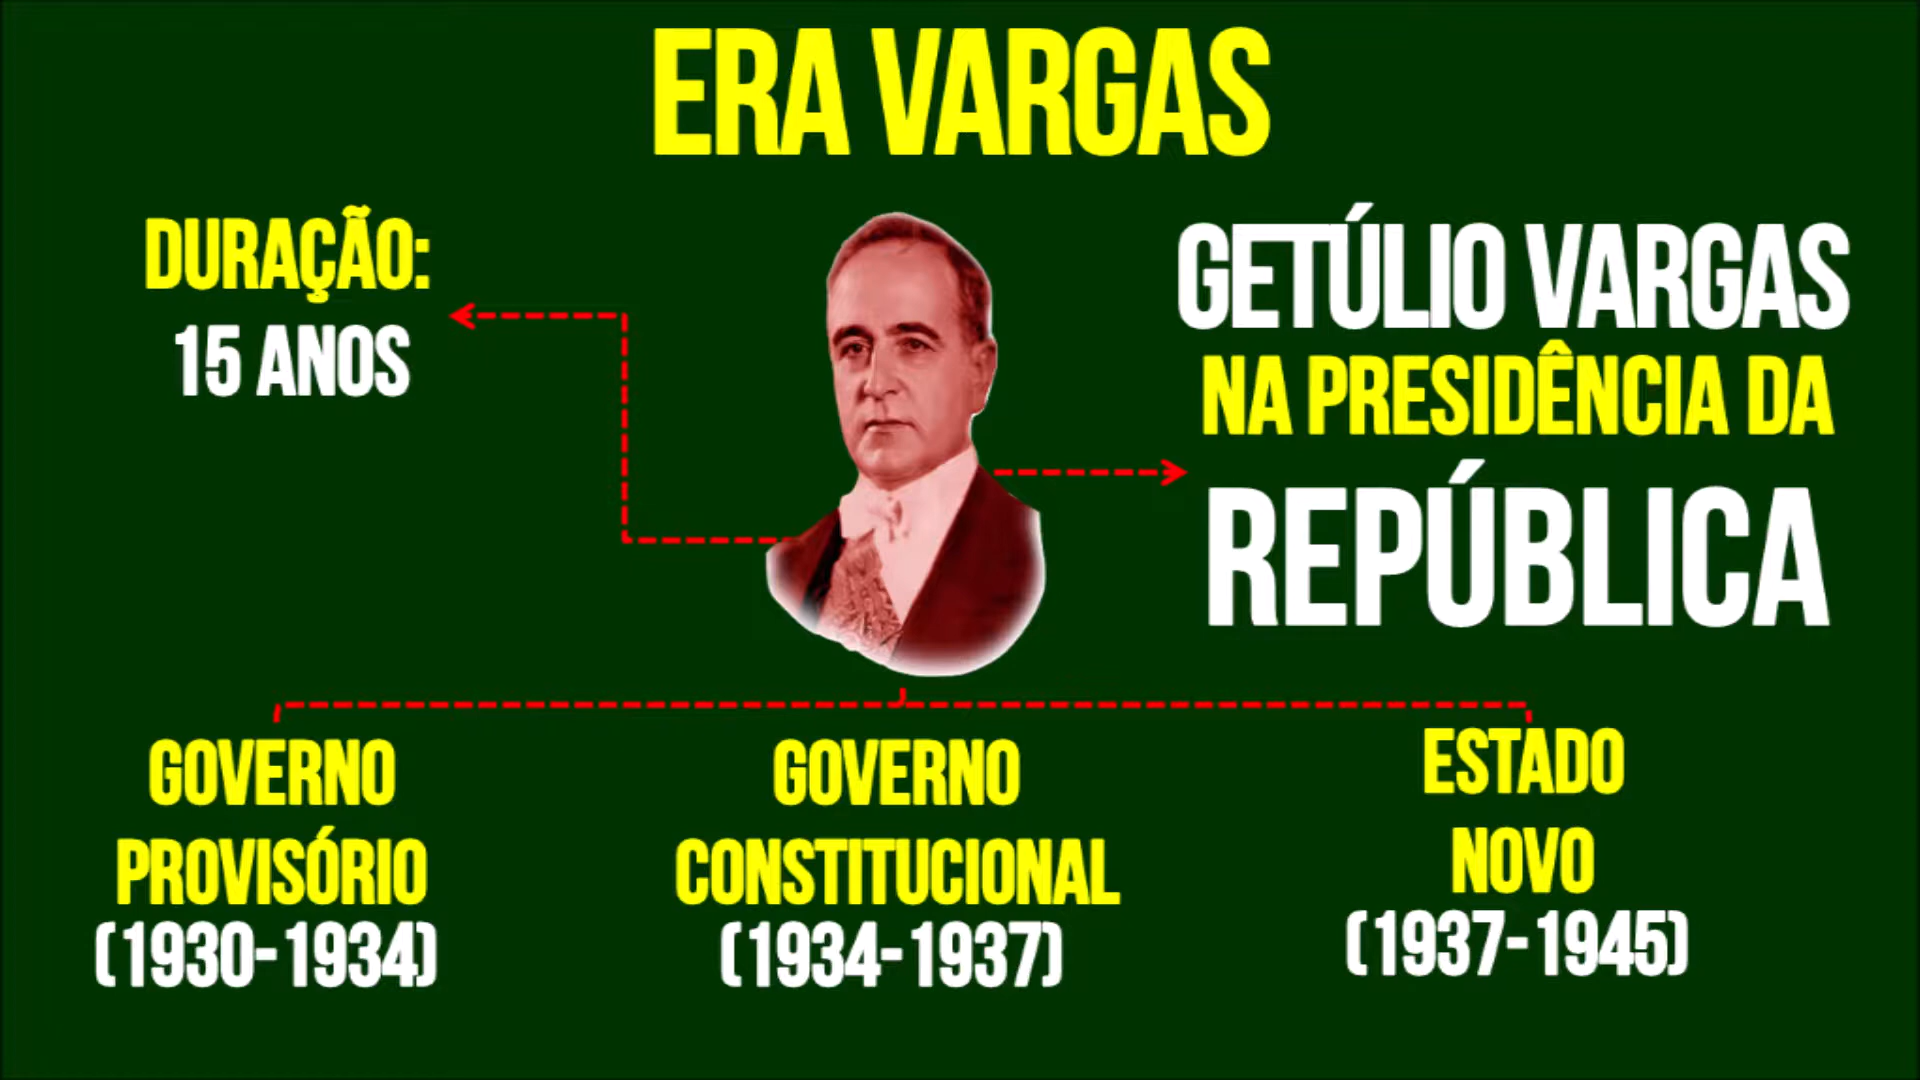 ERA VARGAS
DURAÇÃO:
15 ANOS
GETÚLIO VARGAS
NA PRESIDÊNCIA DA
REPÚBLICA
GOVERNO
PROVISÓRIO
(1930-1934)
GOVERNO
CONSTITUCIONAL
(1934-1937)
ESTADO
NOVO
(1937-1945)